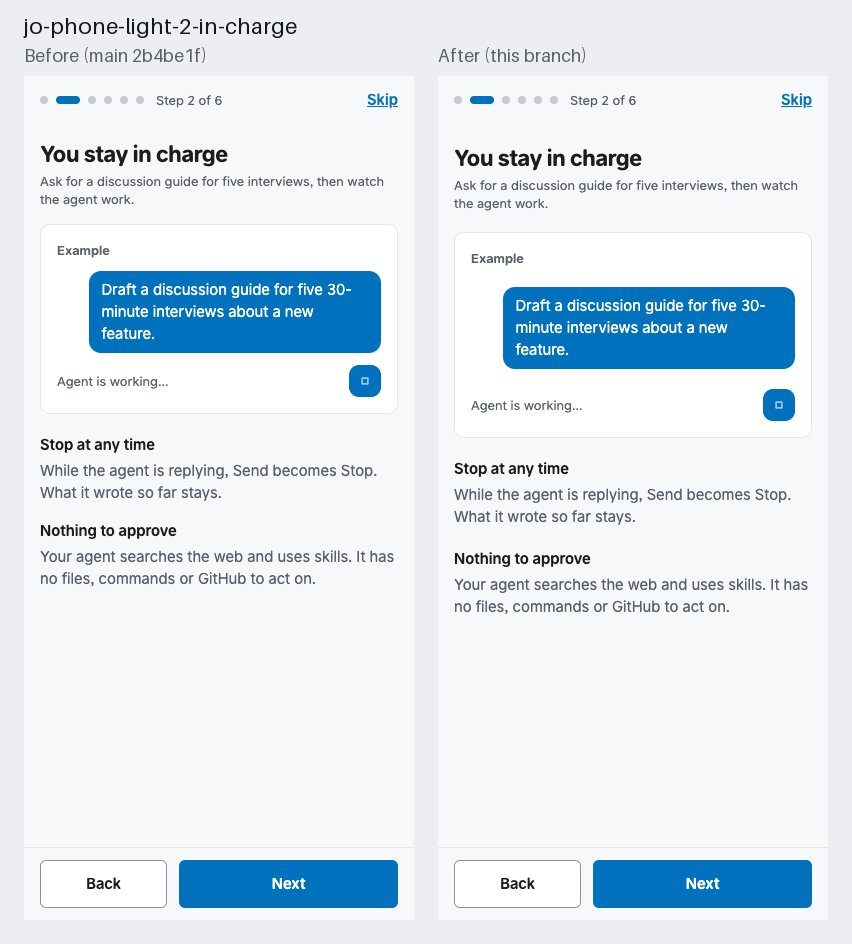 jo-phone-light-2-in-charge
Before (main 2b4be1f)
Step 2 of 6
Skip
You stay in charge
Ask for a discussion guide for five interviews, then watch
the agent work.
Example
Draft a discussion guide for five 30-
minute interviews about a new
feature.
Agent is working...
Stop at any time
While the agent is replying, Send becomes Stop.
What it wrote so far stays.
Nothing to approve
Your agent searches the web and uses skills. It has
no files, commands or GitHub to act on.
Back
Next
After (this branch)
Step 2 of 6
Skip
You stay in charge
Ask for a discussion guide for five interviews, then watch
the agent work.
Example
Draft a discussion guide for five 30-
minute interviews about a new
feature.
Agent is working...
Stop at any time
While the agent is replying, Send becomes Stop.
What it wrote so far stays.
Nothing to approve
Your agent searches the web and uses skills. It has
no files, commands or GitHub to act on.
Back
Next